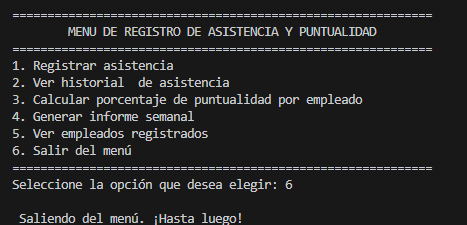 ============================================================
MENU DE REGISTRO DE ASISTENCIA Y PUNTUALIDAD
============================================================
1. Registrar asistencia
2. Ver historial  de asistencia
3. Calcular porcentaje de puntualidad por empleado
4. Generar informe semanal
5. Ver empleados registrados
6. Salir del menú
============================================================
Seleccione la opción que desea elegir: 6
Saliendo del menú. ¡Hasta luego!